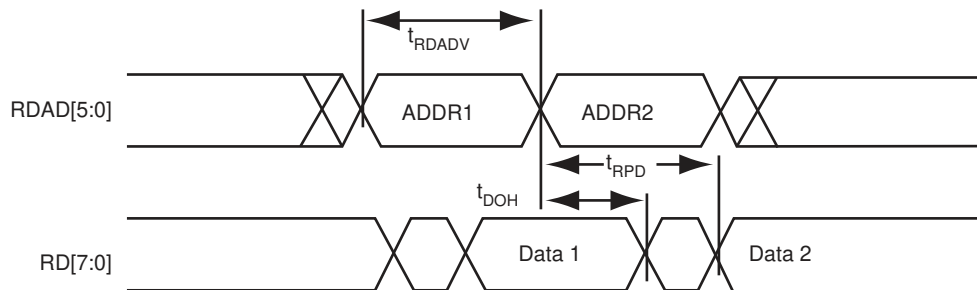 tRDADV
RDAD[5:0]
ADDR1
ADDR2
tRPD
tDOH
RD[7:0]
Data 1
Data 2